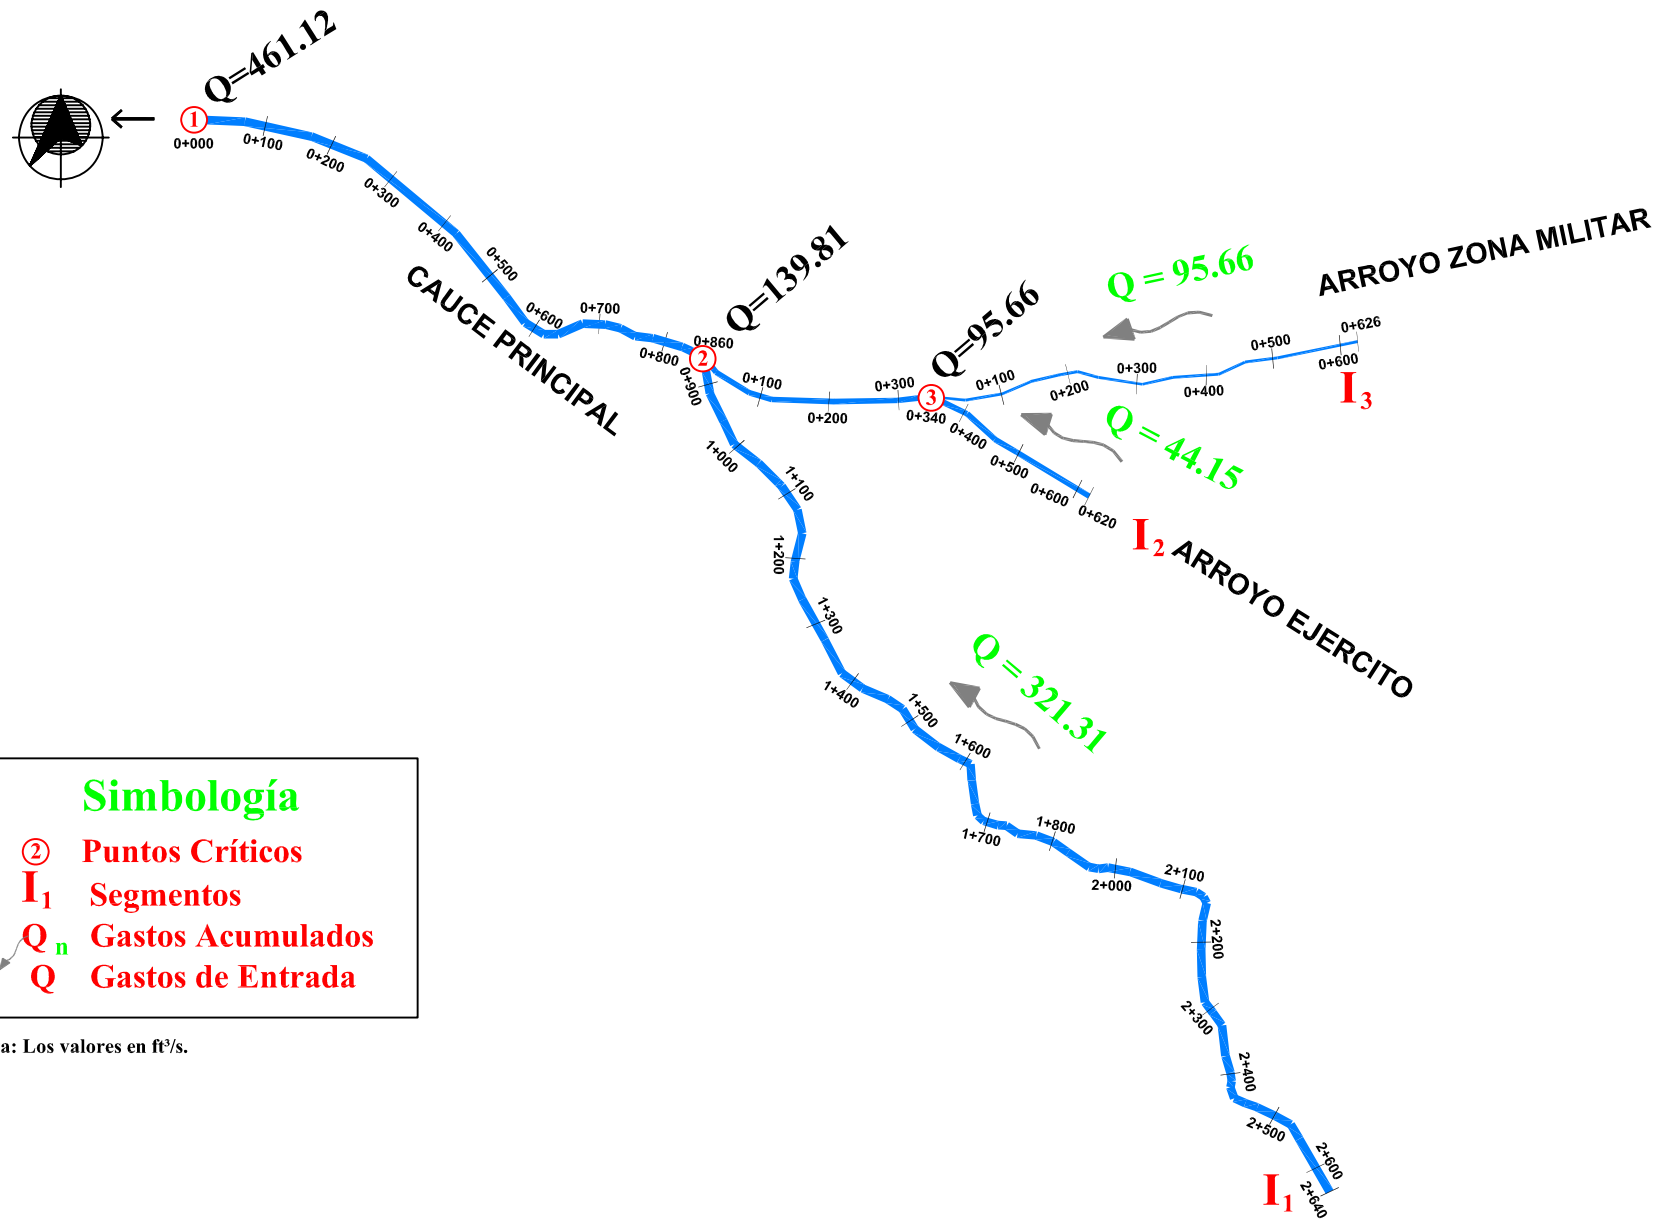 Q=461.12
1
0+000
0+100
0+200
0+300
0+400
0+500
0+600
0+700
0+800
0+860
CAUCE PRINCIPAL
Q=139.81
2
0+900
0+100
0+200
0+300
0+340
Q=95.66
3
0+100
0+200
0+300
0+400
0+500
0+600
0+626
Q = 95.66
ARROYO ZONA MILITAR
I3
0+400
0+500
0+600
0+620
Q = 44.15
I2 ARROYO EJERCITO
1+000
1+100
1+200
1+300
1+400
1+500
1+600
Q = 321.31
1+700
1+800
2+000
2+100
2+200
2+300
2+400
2+500
2+600
2+640
I1
Simbología
2 Puntos Críticos
I1 Segmentos
Q n Gastos Acumulados
Q Gastos de Entrada
a: Los valores en ft³/s.